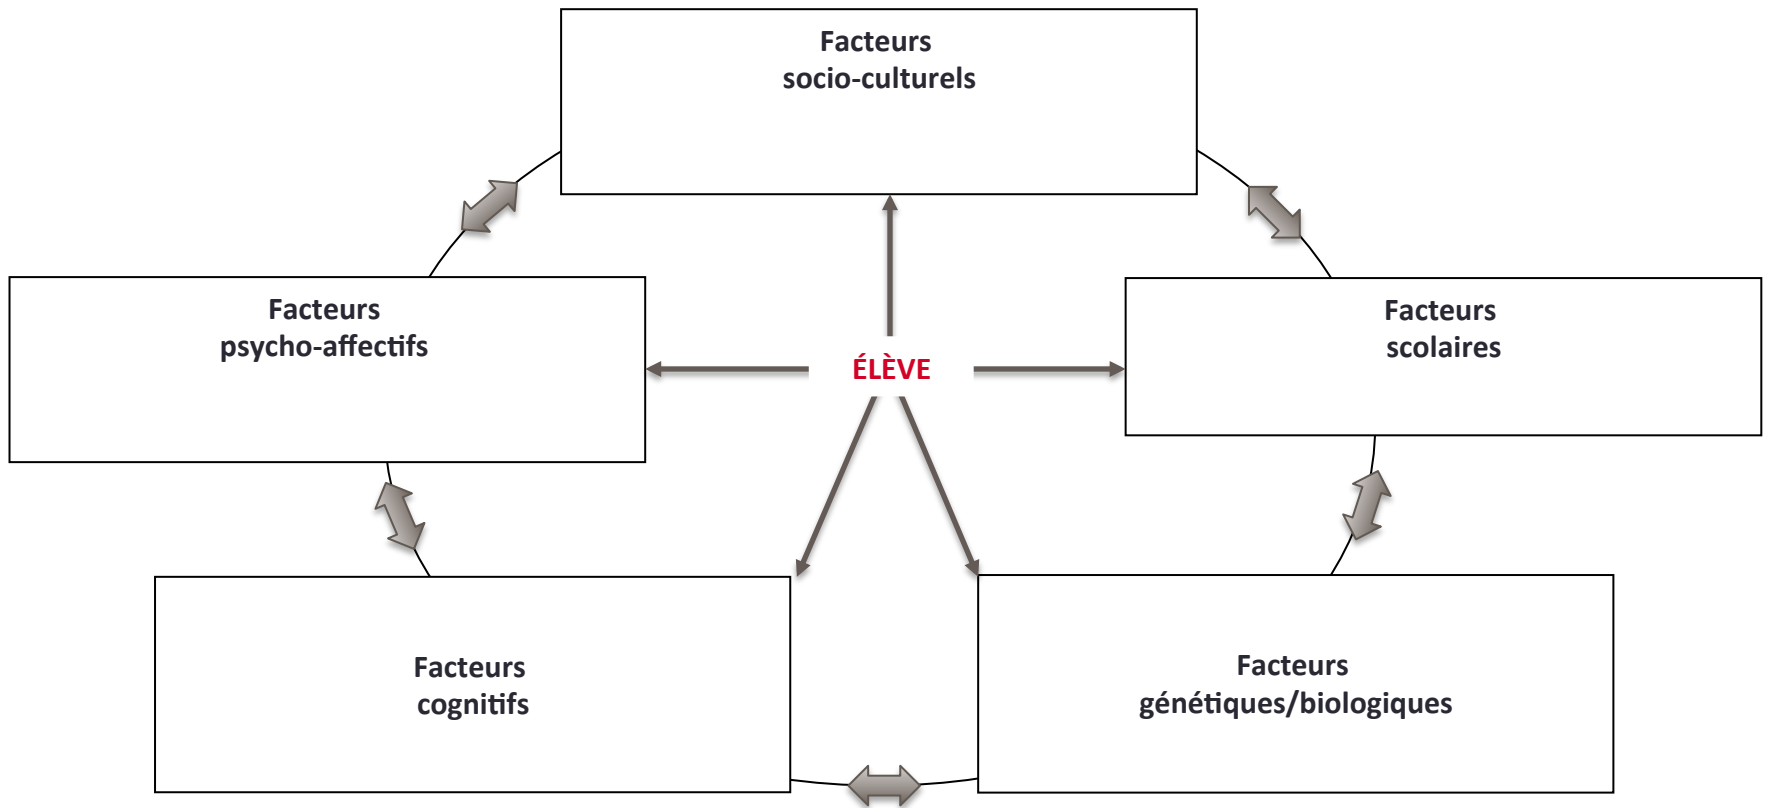 Facteurs
socio-culturels
Facteurs
psycho-affectifs
ÉLÈVE
Facteurs
scolaires
Facteurs
cognitifs
Facteurs
génétiques/biologiques